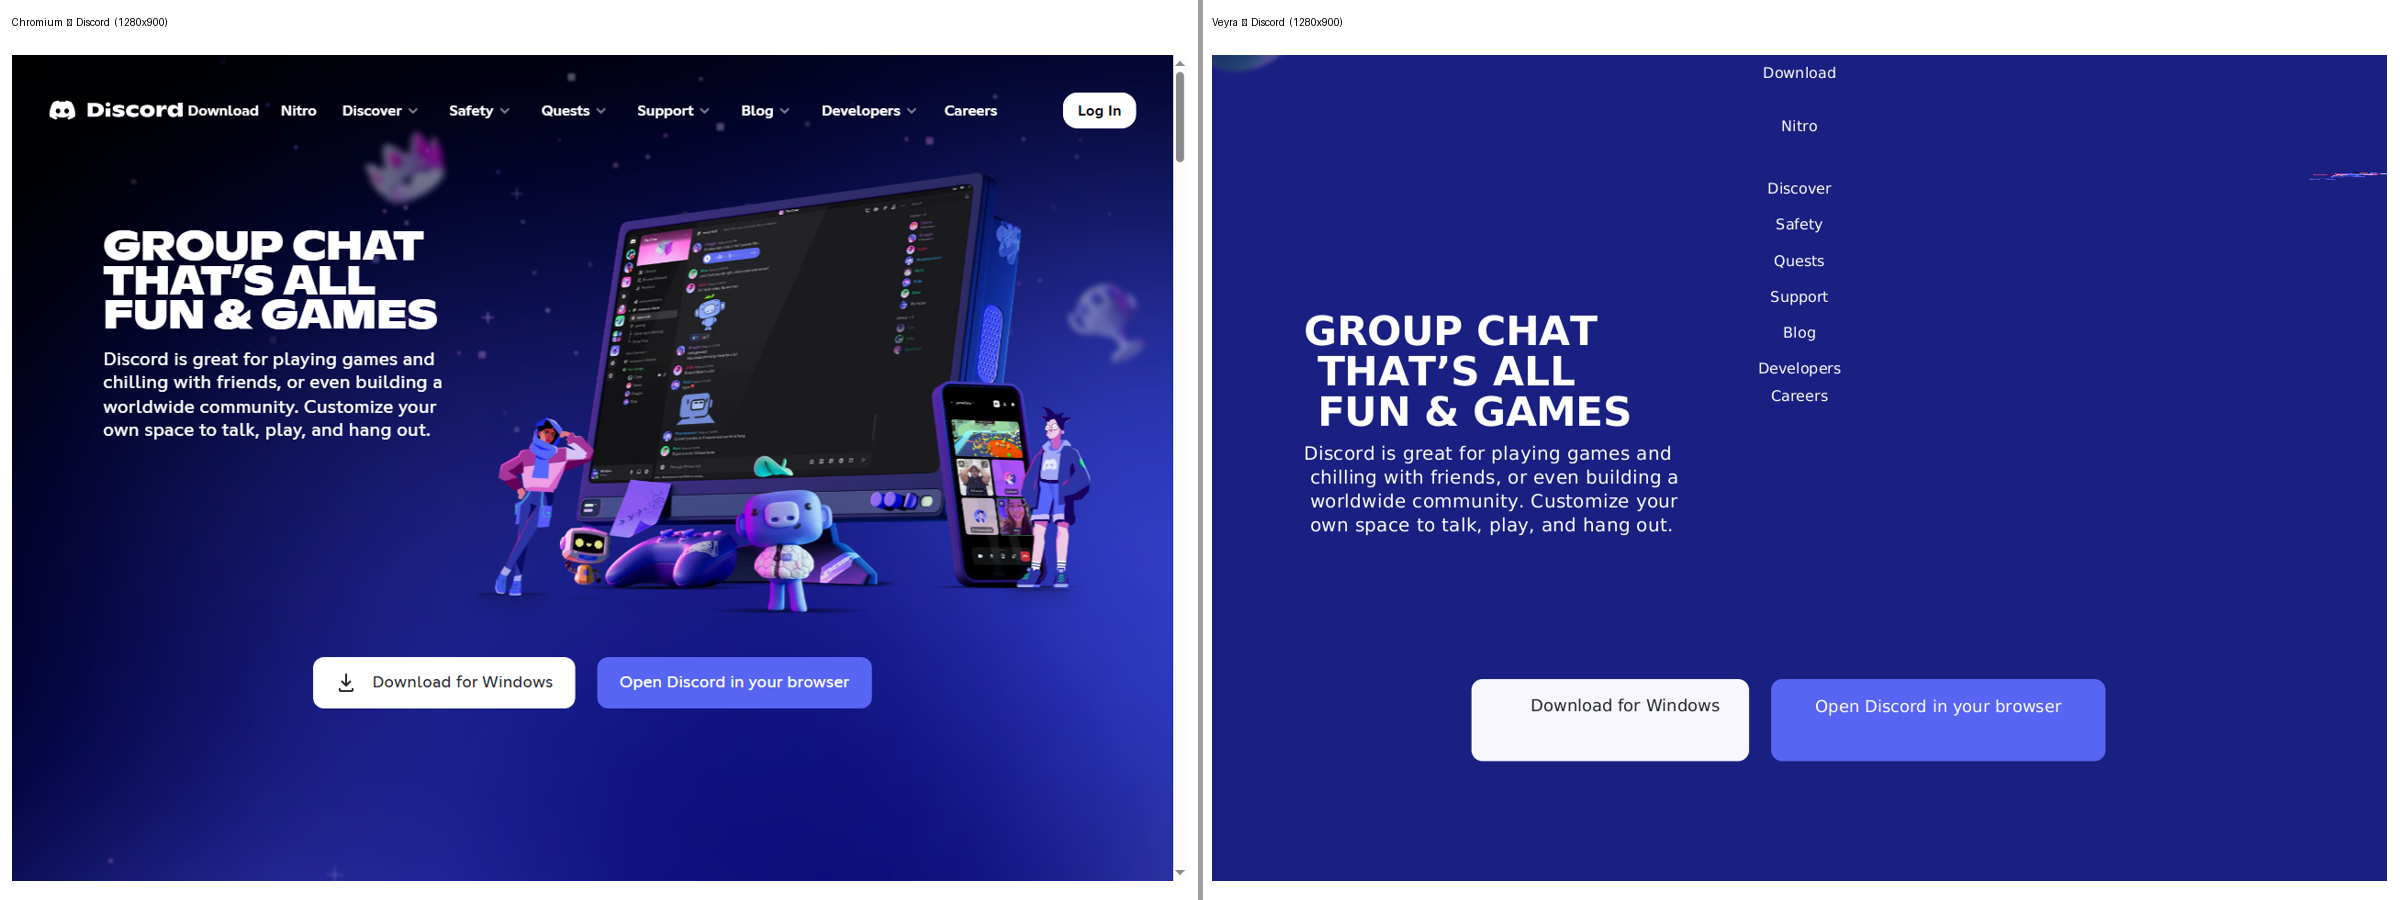 Chromium ▯ Discord (1280x900)
Discord Download Nitro Discover Safety Quests Support Blog Developers Careers Log In
GROUP CHAT
THAT'S ALL
FUN & GAMES
Discord is great for playing games and
chilling with friends, or even building a
worldwide community. Customize your
own space to talk, play, and hang out.
Download for Windows
Open Discord in your browser
Veyra ▯ Discord (1280x900)
Download
Nitro
Discover
Safety
Quests
Support
Blog
Developers
Careers
GROUP CHAT
THAT’S ALL
FUN & GAMES
Discord is great for playing games and
chilling with friends, or even building a
worldwide community. Customize your
own space to talk, play, and hang out.
Download for Windows
Open Discord in your browser